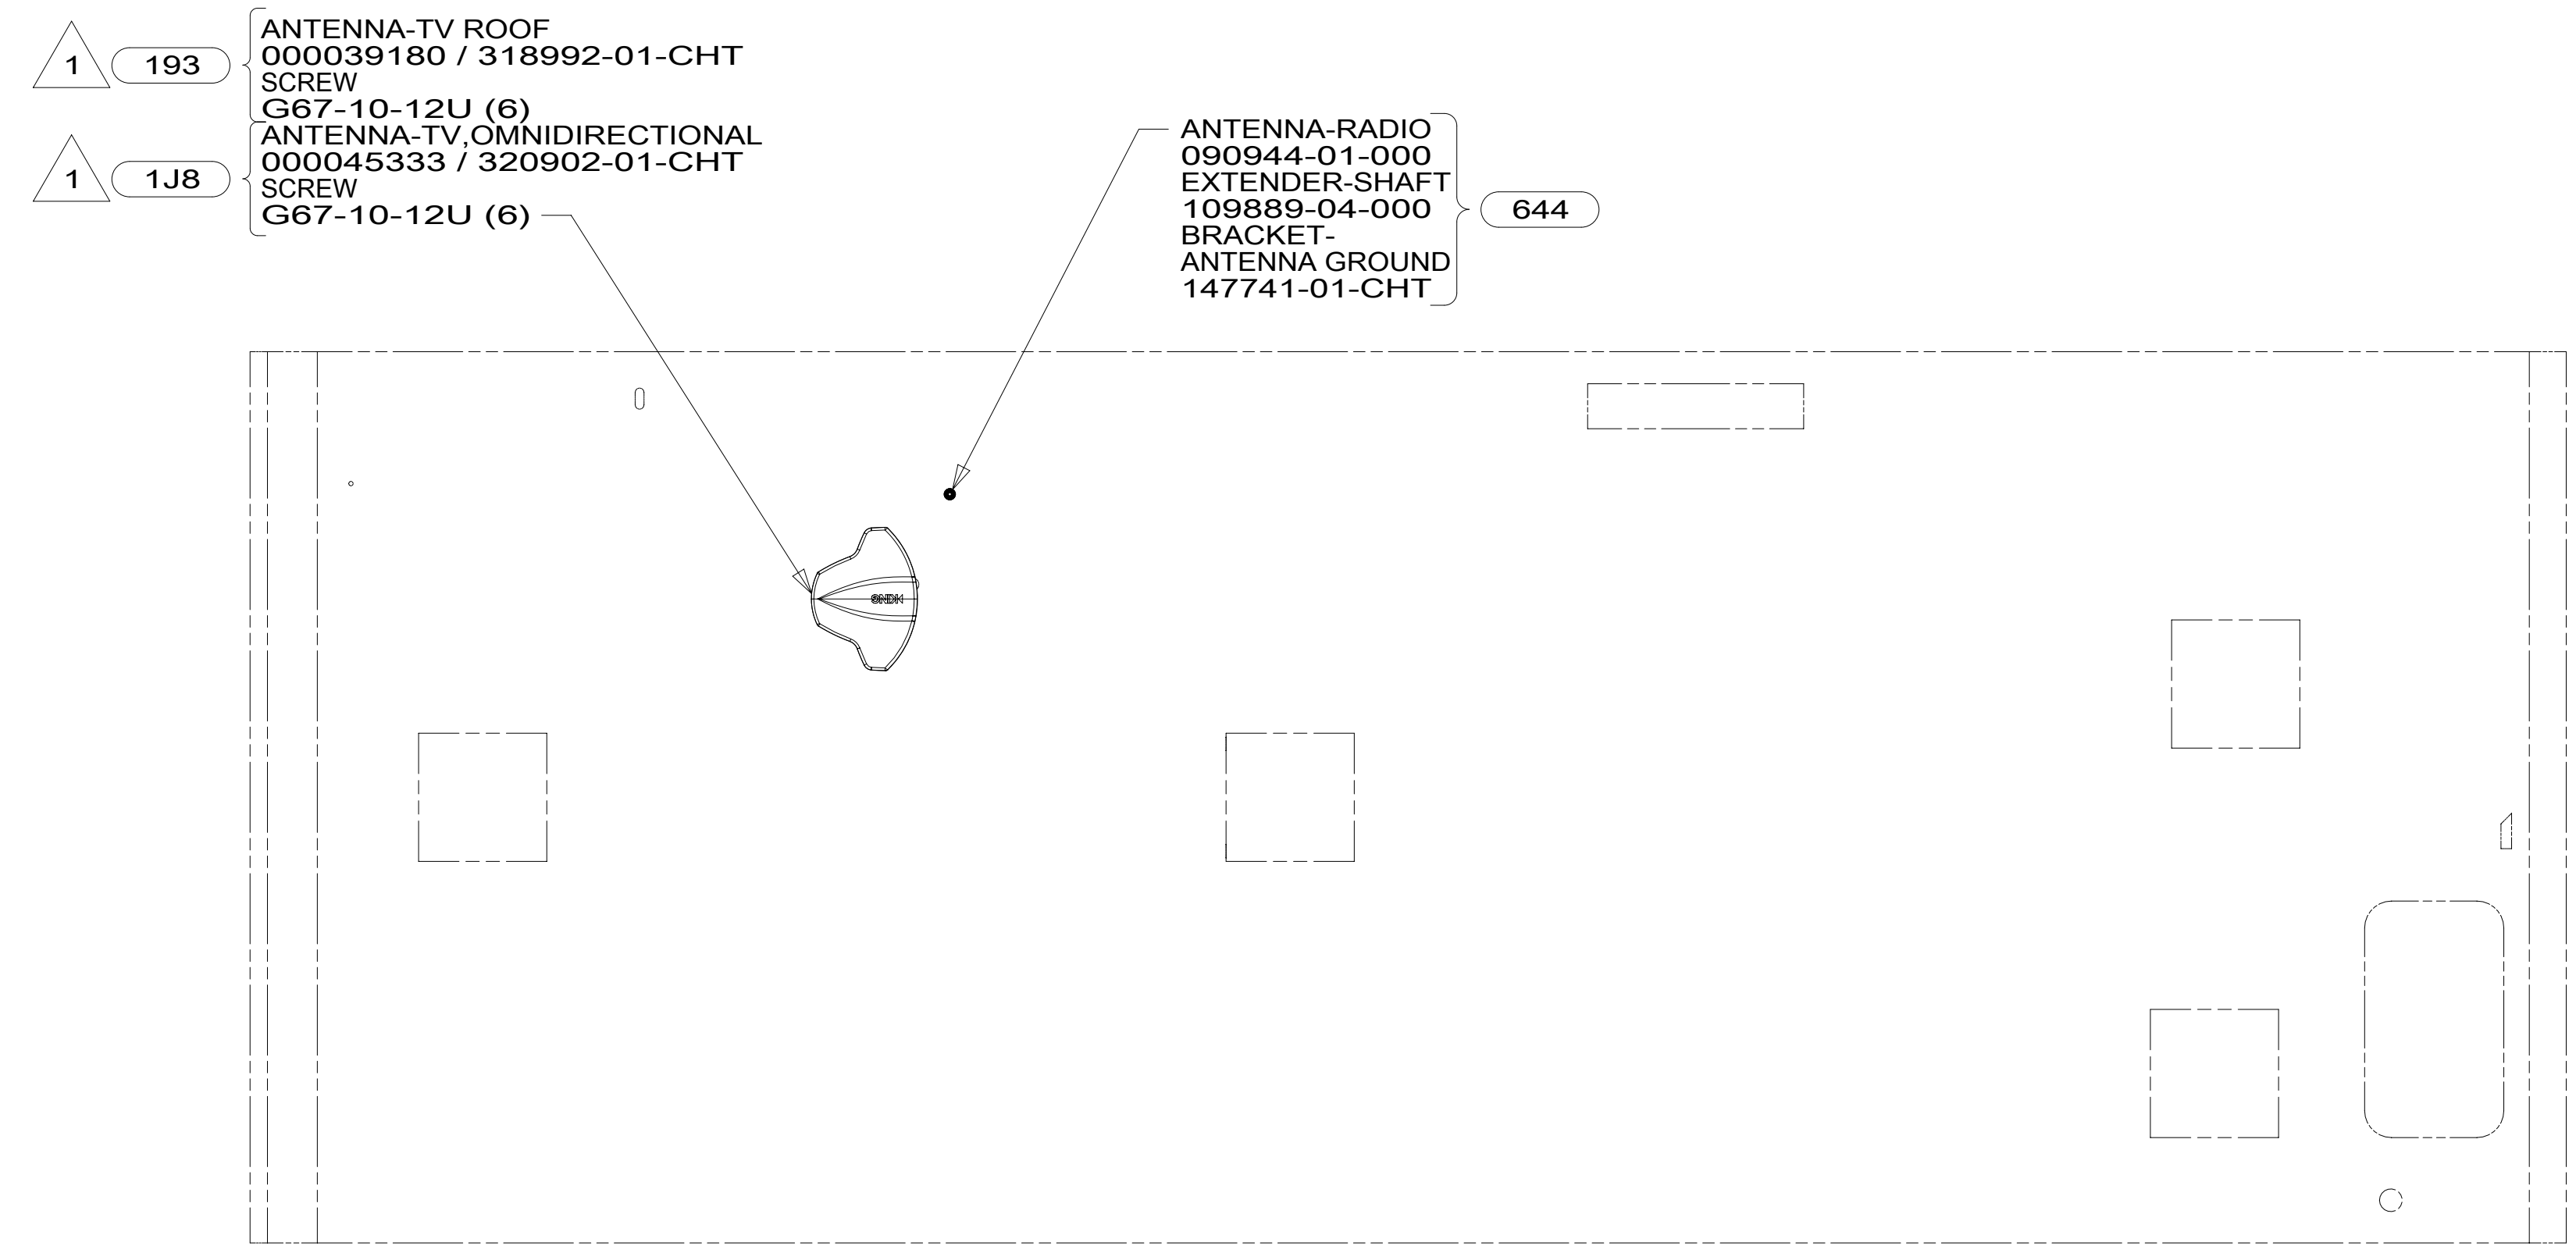 1
193
ANTENNA-TV ROOF
000039180 / 318992-01-CHT
SCREW
G67-10-12U (6)
1
1J8
ANTENNA-TV,OMNIDIRECTIONAL
000045333 / 320902-01-CHT
SCREW
G67-10-12U (6)
ANTENNA-RADIO
090944-01-000
EXTENDER-SHAFT
109889-04-000
BRACKET-
ANTENNA GROUND
147741-01-CHT
644